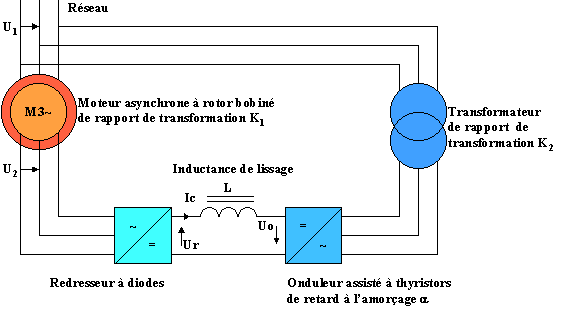 Réseau
U1
M3~
Moteur asynchrone à rotor bobiné
de rapport de transformation K1
Transformateur
de rapport de
transformation K2
U2
Inductance de lissage
L
Ic
~
=
Ur
Uo
=
~
Redresseur à diodes
Onduleur assisté à thyristors
de retard à l'amorçage α